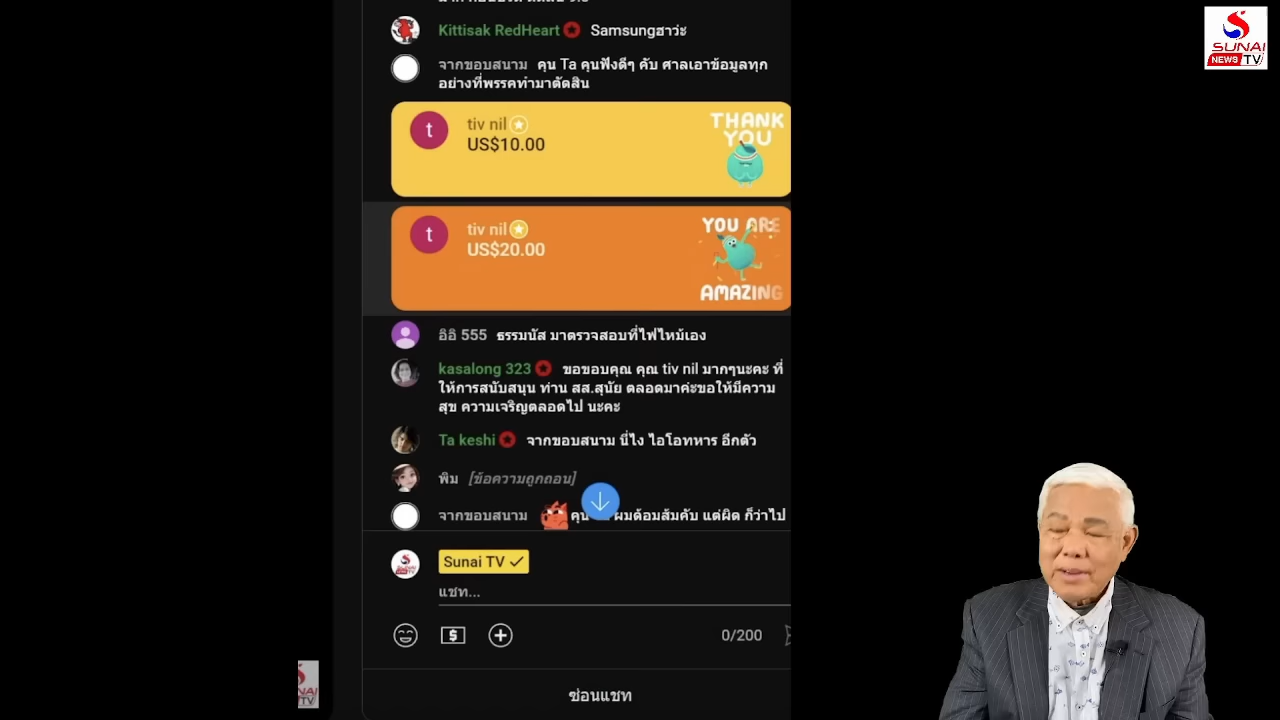 Kittisak RedHeart Samsungฮาว่ะ
จากขอบสนาม คุน Ta คุนฟังดีๆ คับ ศาลเอาข้อมูลทุก
อย่างที่พรรคทำมาตัดสิน
tiv nil
US$10.00
THANK
YOU
tiv nil
US$20.00
YOU ARE
AMAZING
อิอิ 555 ธรรมนัส มาตรวจสอบที่ไฟไหม้เอง
kasalong 323 ขอขอบคุณ คุณ tiv nil มากๆนะคะ ที่
ให้การสนับสนุน ท่าน สส.สุนัย ตลอดมาค่ะขอให้มีความ
สุข ความเจริญตลอดไป นะคะ
Ta keshi จากขอบสนาม นี่ไง ไอโอทหาร อีกตัว
พิม [ข้อความถูกถอน]
จากขอบสนาม คุน ผมด้อมส้มคับ แต่ผิด ก็ว่าไป
Sunai TV
แชท...
0/200
ซ่อนแชท
SUNAI
NEWS TV
NAI
TV